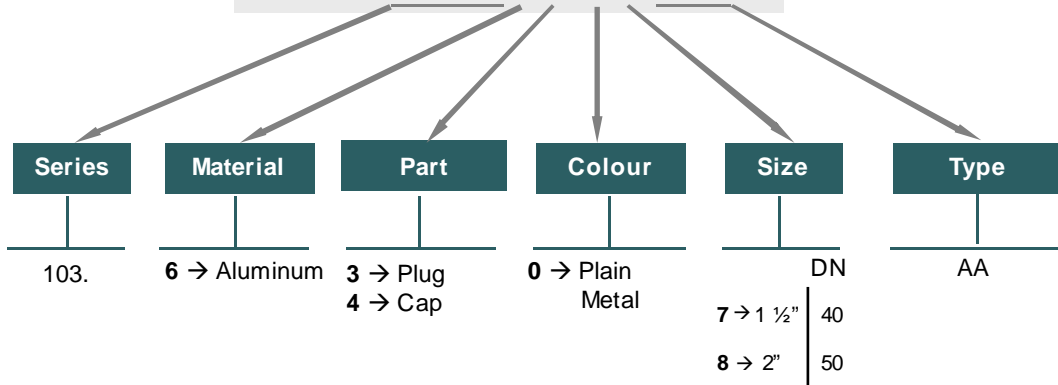 Series Material Part Colour Size Type
103. 6 → Aluminum 3 → Plug 0 → Plain DN AA
4 → Cap Metal
7 → 1 ½” 40
8 → 2” 50